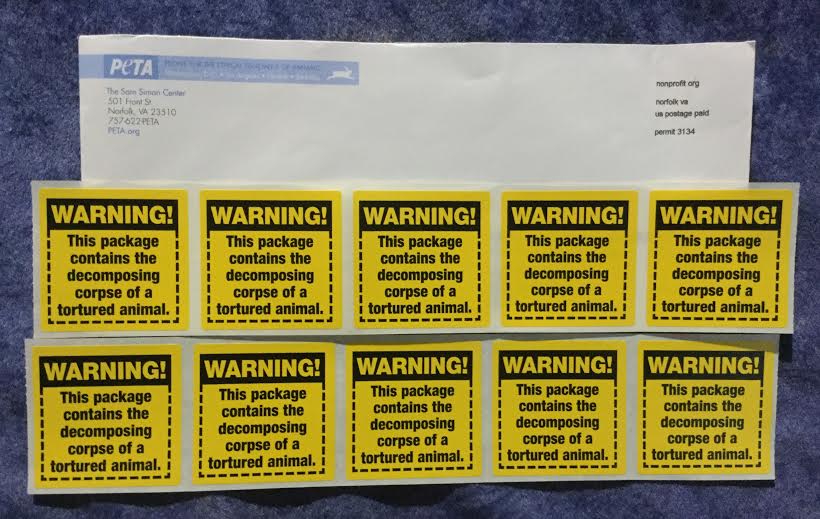 PeTA PEOPLE FOR THE ETHICAL TREATMENT OF ANIMALS
Washington, D.C. • Los Angeles • Norfolk •
The Sam Simon Center
501 Front St
Norfolk, VA 23510
757-622-PETA
PETA.org
nonprofit org
norfolk va
us postage paid
permit 3134
WARNING! WARNING! WARNING! WARNING! WARNING!
This package This package This package This package This package
contains the contains the contains the contains the contains the
decomposing decomposing decomposing decomposing decomposing
corpse of a corpse of a corpse of a corpse of a corpse of a
tortured animal. tortured animal. tortured animal. tortured animal. tortured animal.
WARNING! WARNING! WARNING! WARNING! WARNING!
This package This package This package This package This package
contains the contains the contains the contains the contains the
decomposing decomposing decomposing decomposing decomposing
corpse of a corpse of a corpse of a corpse of a corpse of a
tortured animal. tortured animal. tortured animal. tortured animal. tortured animal.